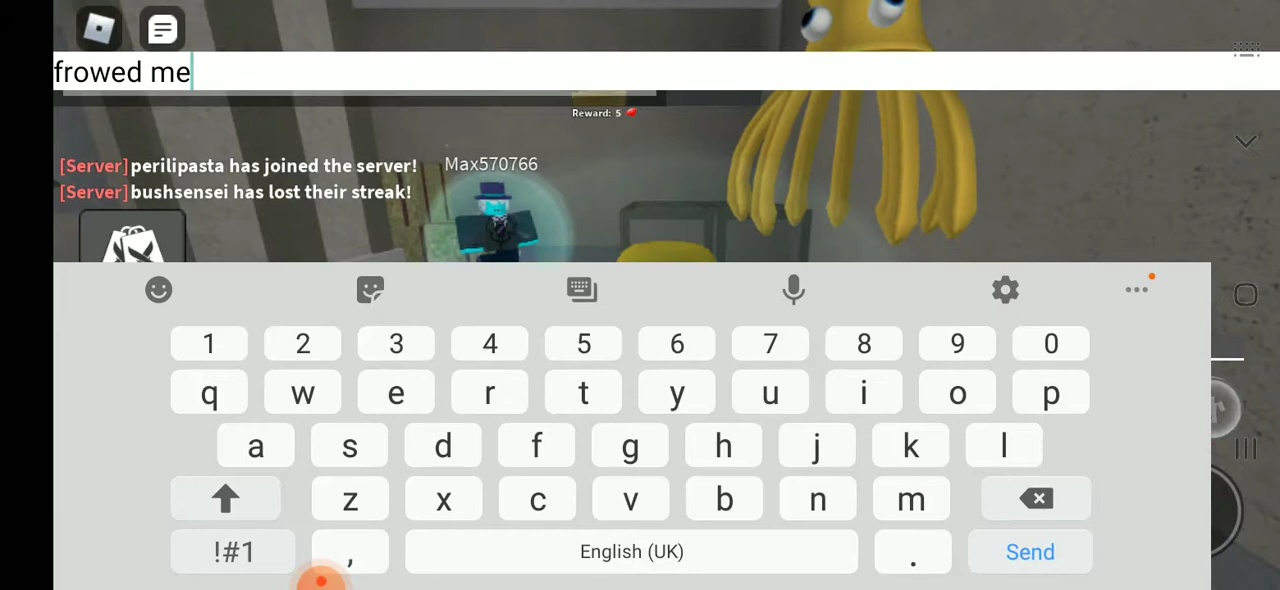 frowed me
Reward: 5
[Server]perilipasta has joined the server!
Max570766
[Server]bushsensei has lost their streak!
1 2 3 4 5 6 7 8 9 0
q w e r t y u i o p
a s d f g h j k l
z x c v b n m
!#1 , English (UK) . Send